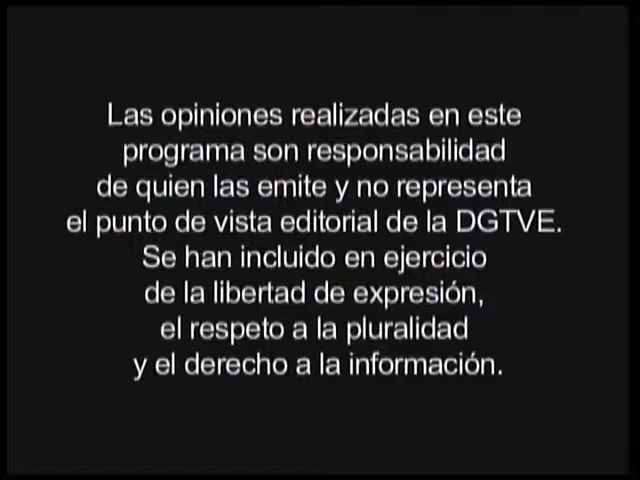 Las opiniones realizadas en este
programa son responsabilidad
de quien las emite y no representa
el punto de vista editorial de la DGTVE.
Se han incluido en ejercicio
de la libertad de expresión,
el respeto a la pluralidad
y el derecho a la información.